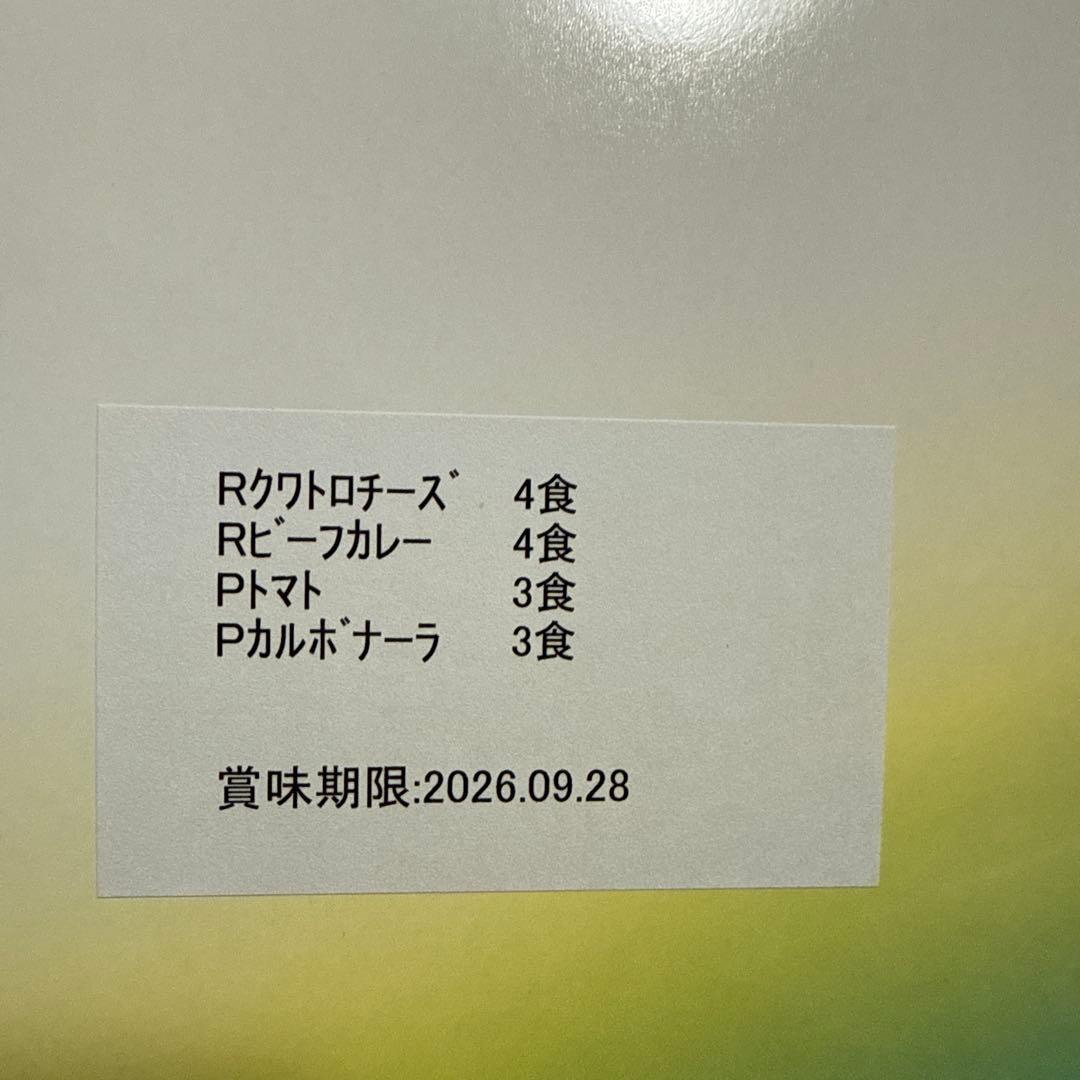 Rｸﾜﾄﾛﾁｰｽﾞ 4食
Rﾋﾞｰﾌｶﾚｰ 4食
Pﾄﾏﾄ 3食
Pｶﾙﾎﾞﾅｰﾗ 3食
賞味期限:2026.09.28